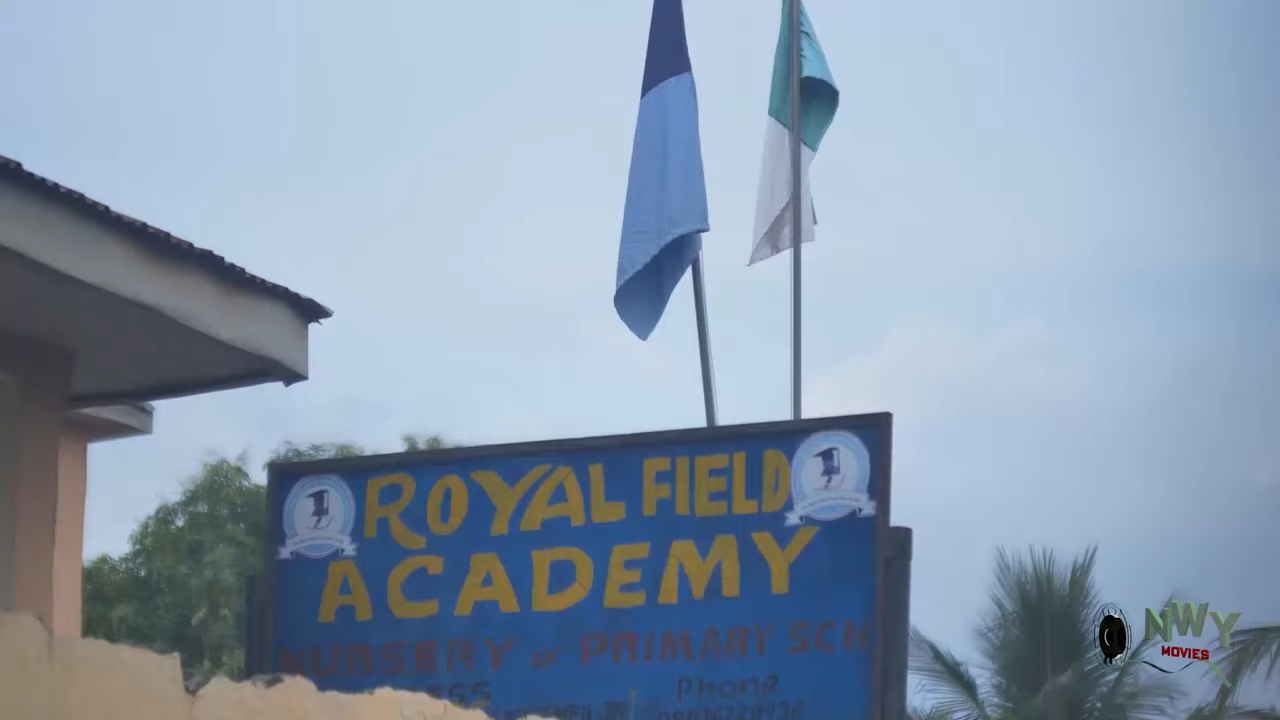 ROYAL FIELD
ACADEMY
NURSERY & PRIMARY SCH
Phone
NWY
MOVIES